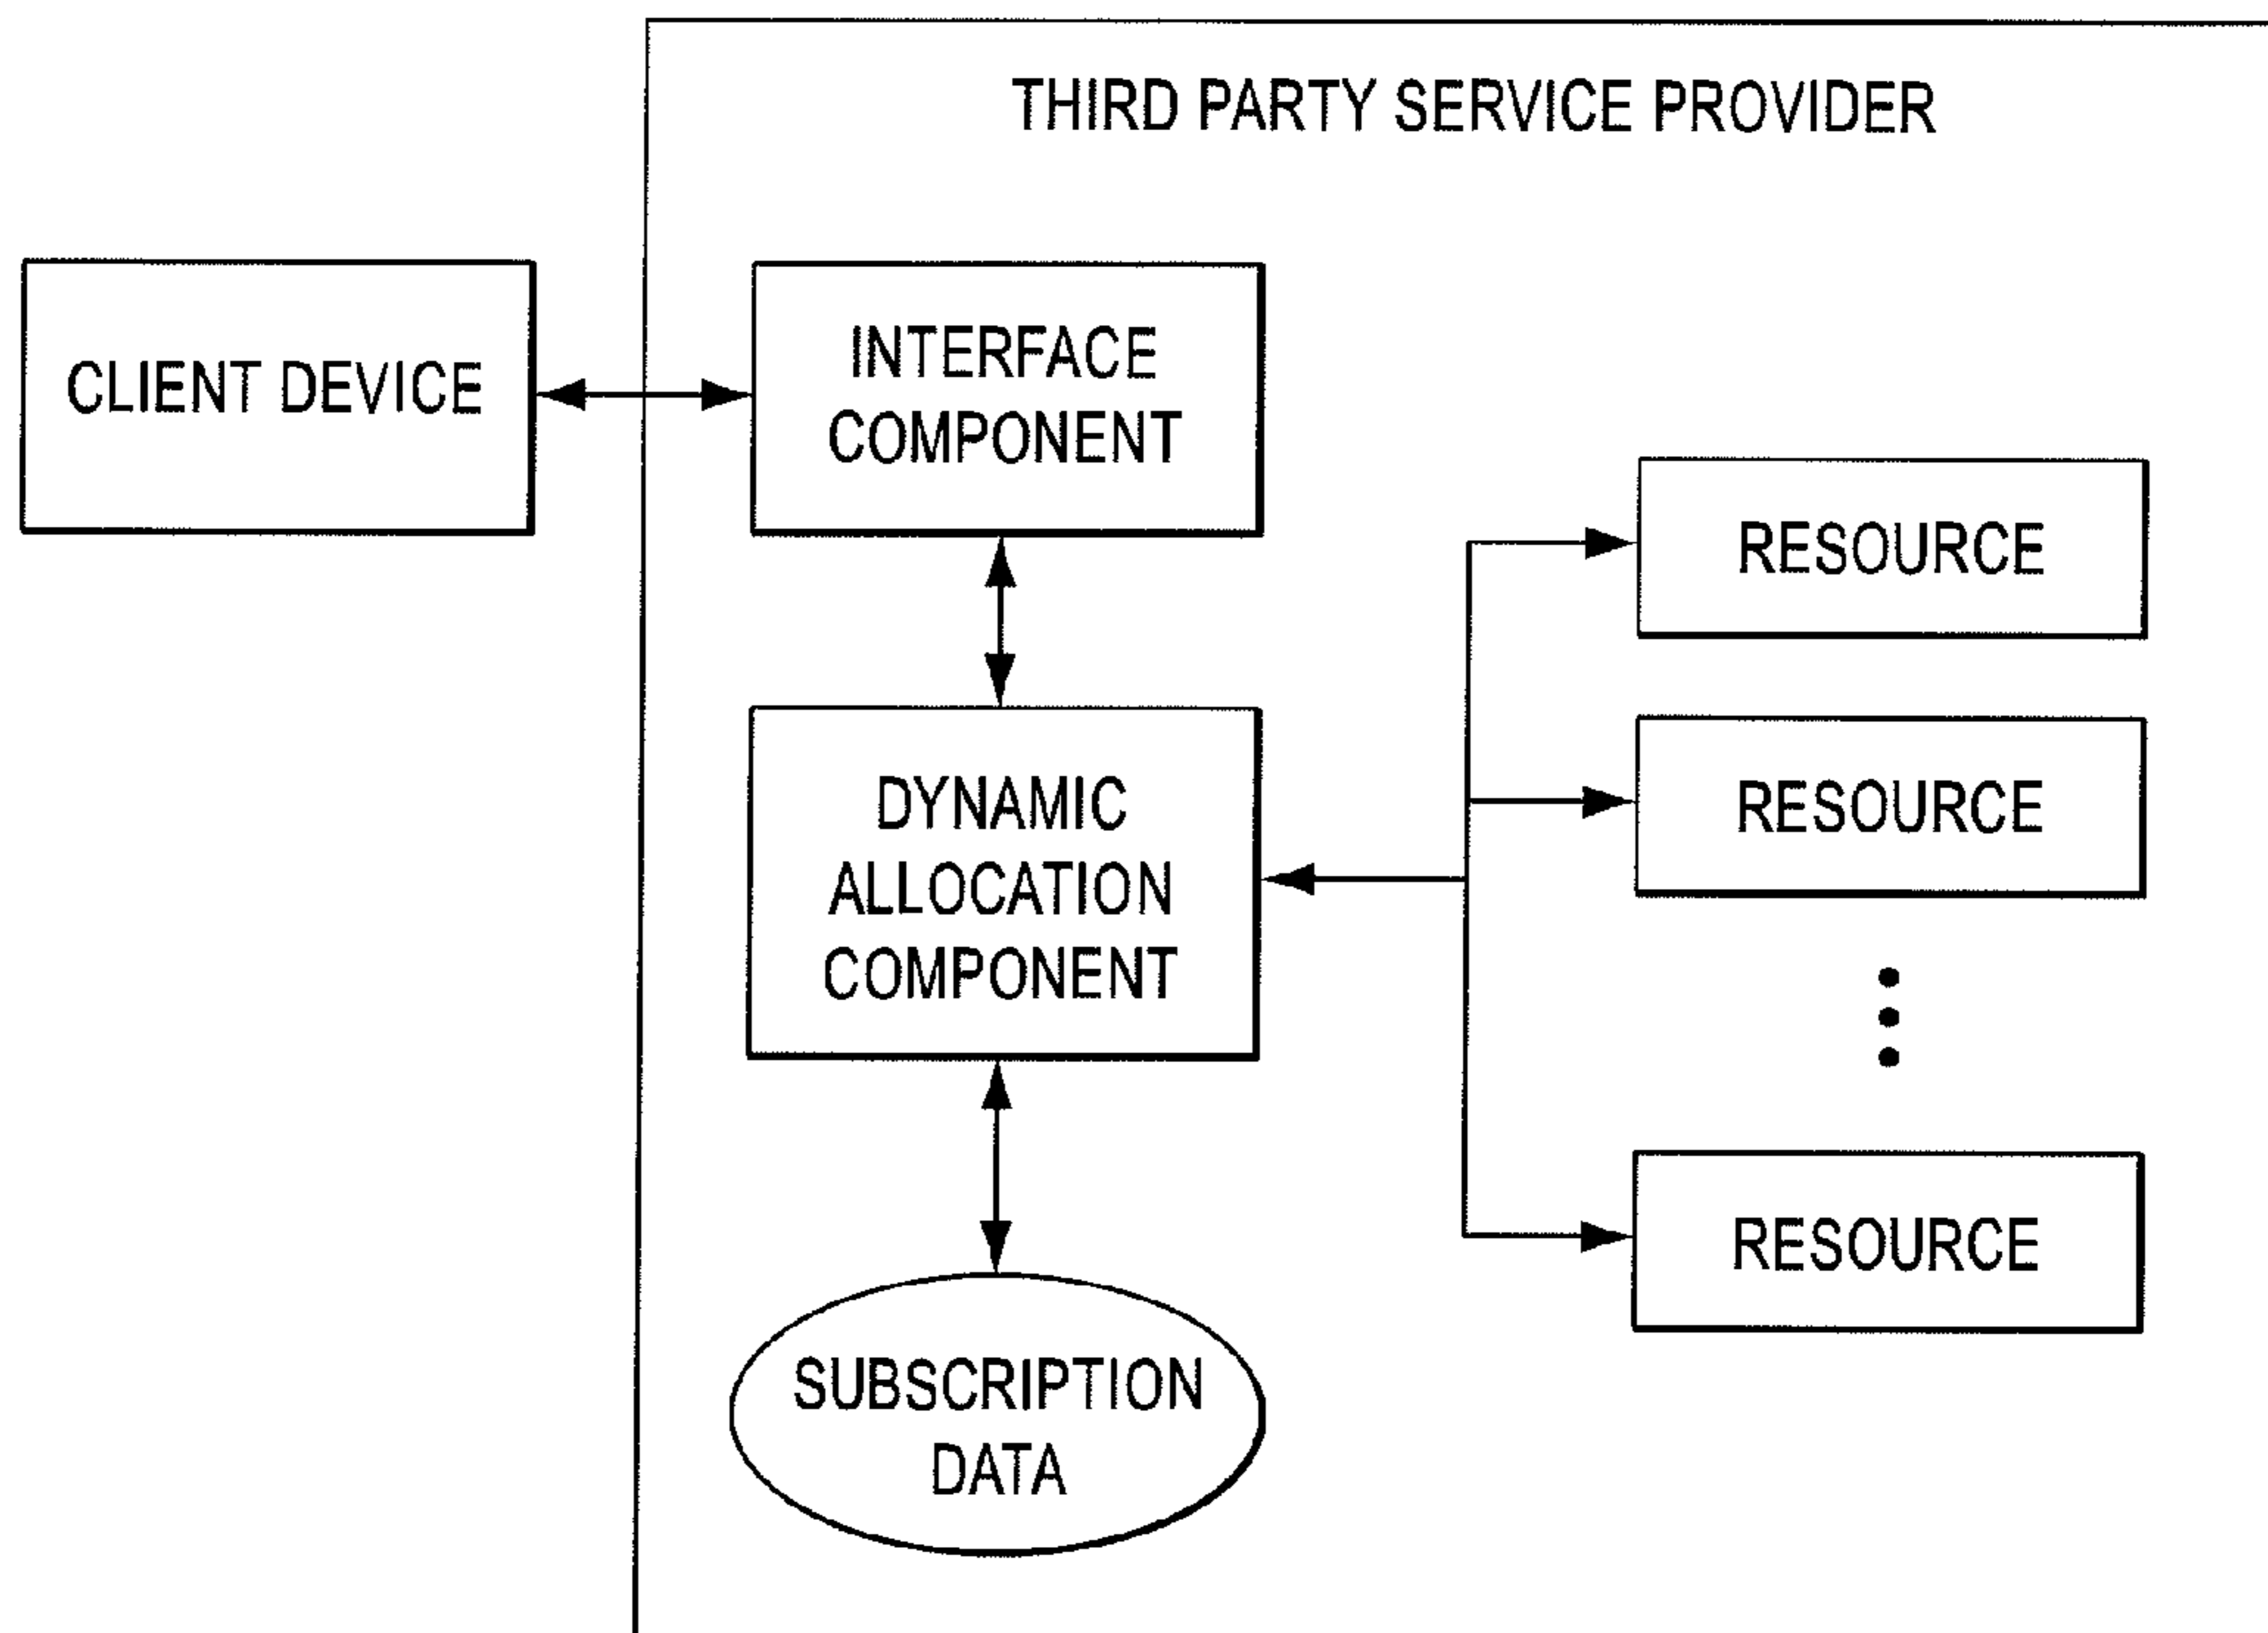 THIRD PARTY SERVICE PROVIDER
CLIENT DEVICE
INTERFACE
COMPONENT
RESOURCE
DYNAMIC
ALLOCATION
COMPONENT
RESOURCE
RESOURCE
SUBSCRIPTION
DATA